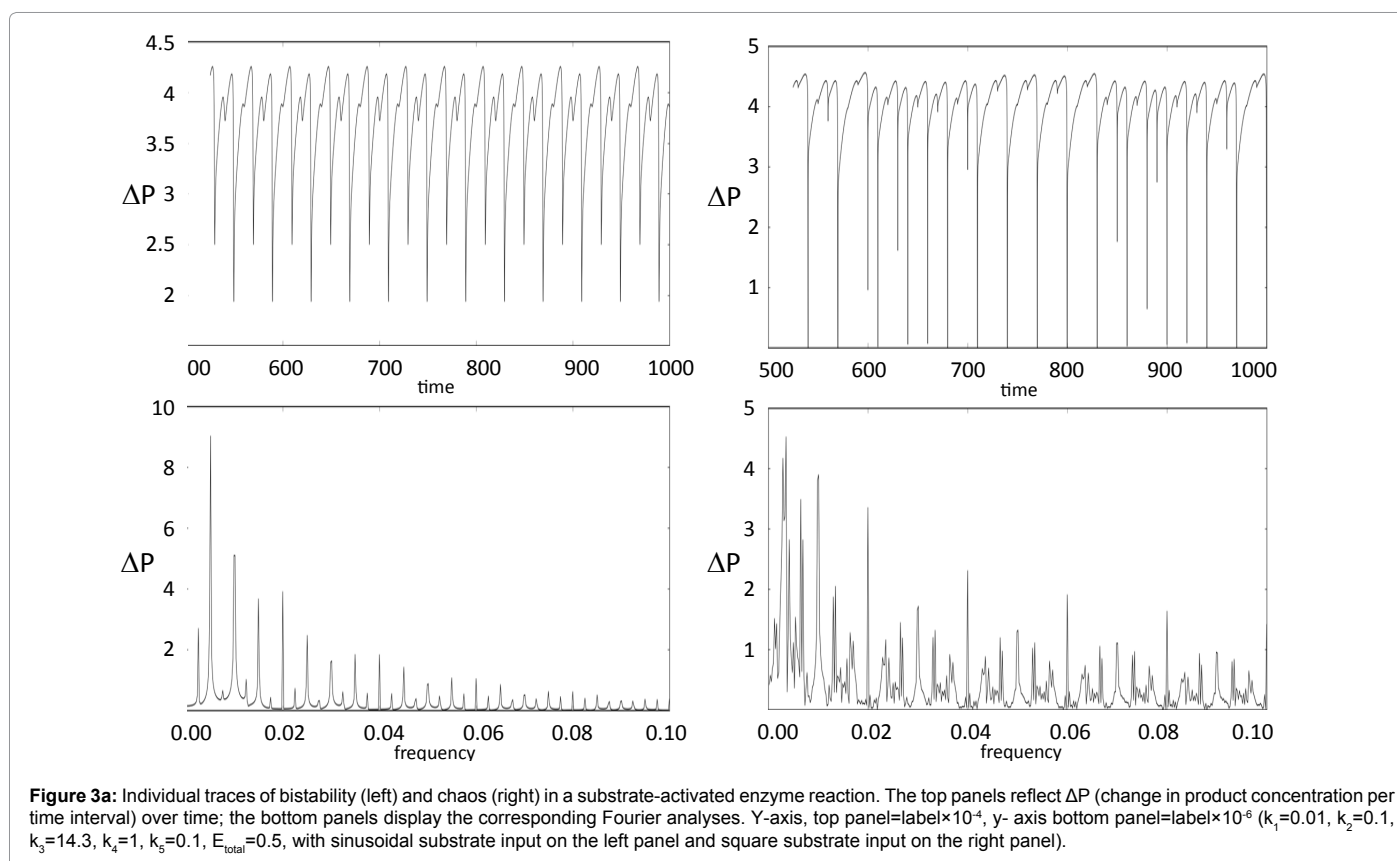 4.5
4
3.5
3
2.5
2
ΔP
00 600 700 800 900 1000
time
5
4
3
2
1
ΔP
500 600 700 800 900 1000
time
10
8
6
4
2
ΔP
0.00 0.02 0.04 0.06 0.08 0.10
frequency
5
4
3
2
1
ΔP
0.00 0.02 0.04 0.06 0.08 0.10
frequency
Figure 3a: Individual traces of bistability (left) and chaos (right) in a substrate-activated enzyme reaction. The top panels reflect ΔP (change in product concentration per
time interval) over time; the bottom panels display the corresponding Fourier analyses. Y-axis, top panel=label×10⁻⁴, y- axis bottom panel=label×10⁻⁶ (k₁=0.01, k₂=0.1,
k₃=14.3, k₄=1, k₅=0.1, Eₜₒₜₐₗ=0.5, with sinusoidal substrate input on the left panel and square substrate input on the right panel).